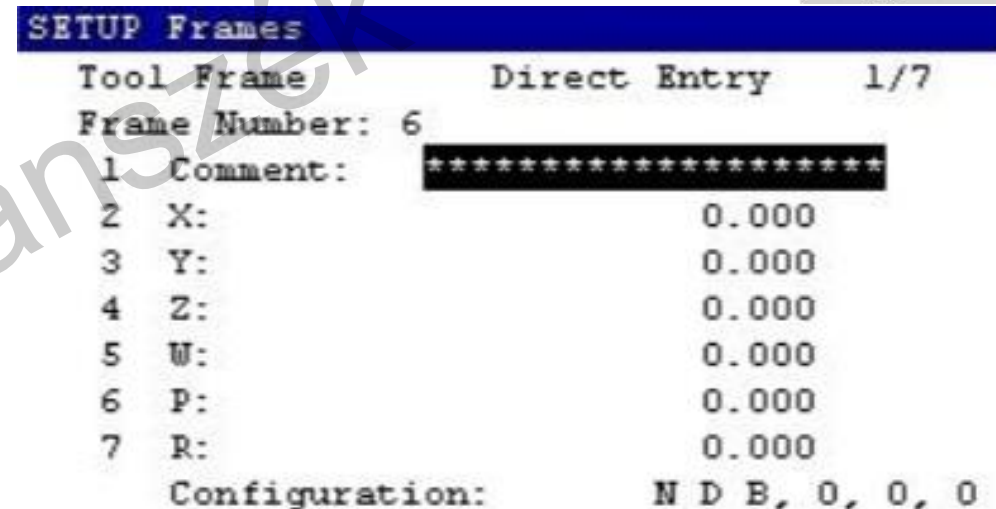 SETUP Frames
Tool Frame Direct Entry 1/7
Frame Number: 6
1 Comment: ********************
2 X: 0.000
3 Y: 0.000
4 Z: 0.000
5 W: 0.000
6 P: 0.000
7 R: 0.000
Configuration: N D B, 0, 0, 0